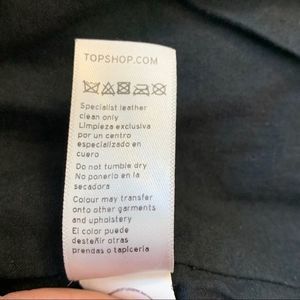 TOPSHOP.COM
Specialist leather
clean only
Limpieza exclusiva
por un centro
especializado en
cuero
Do not tumble dry
No ponerlo en la
secadora
Colour may transfer
onto other garments
and upholstery
El color puede
desteñir otras
prendas o tapicería